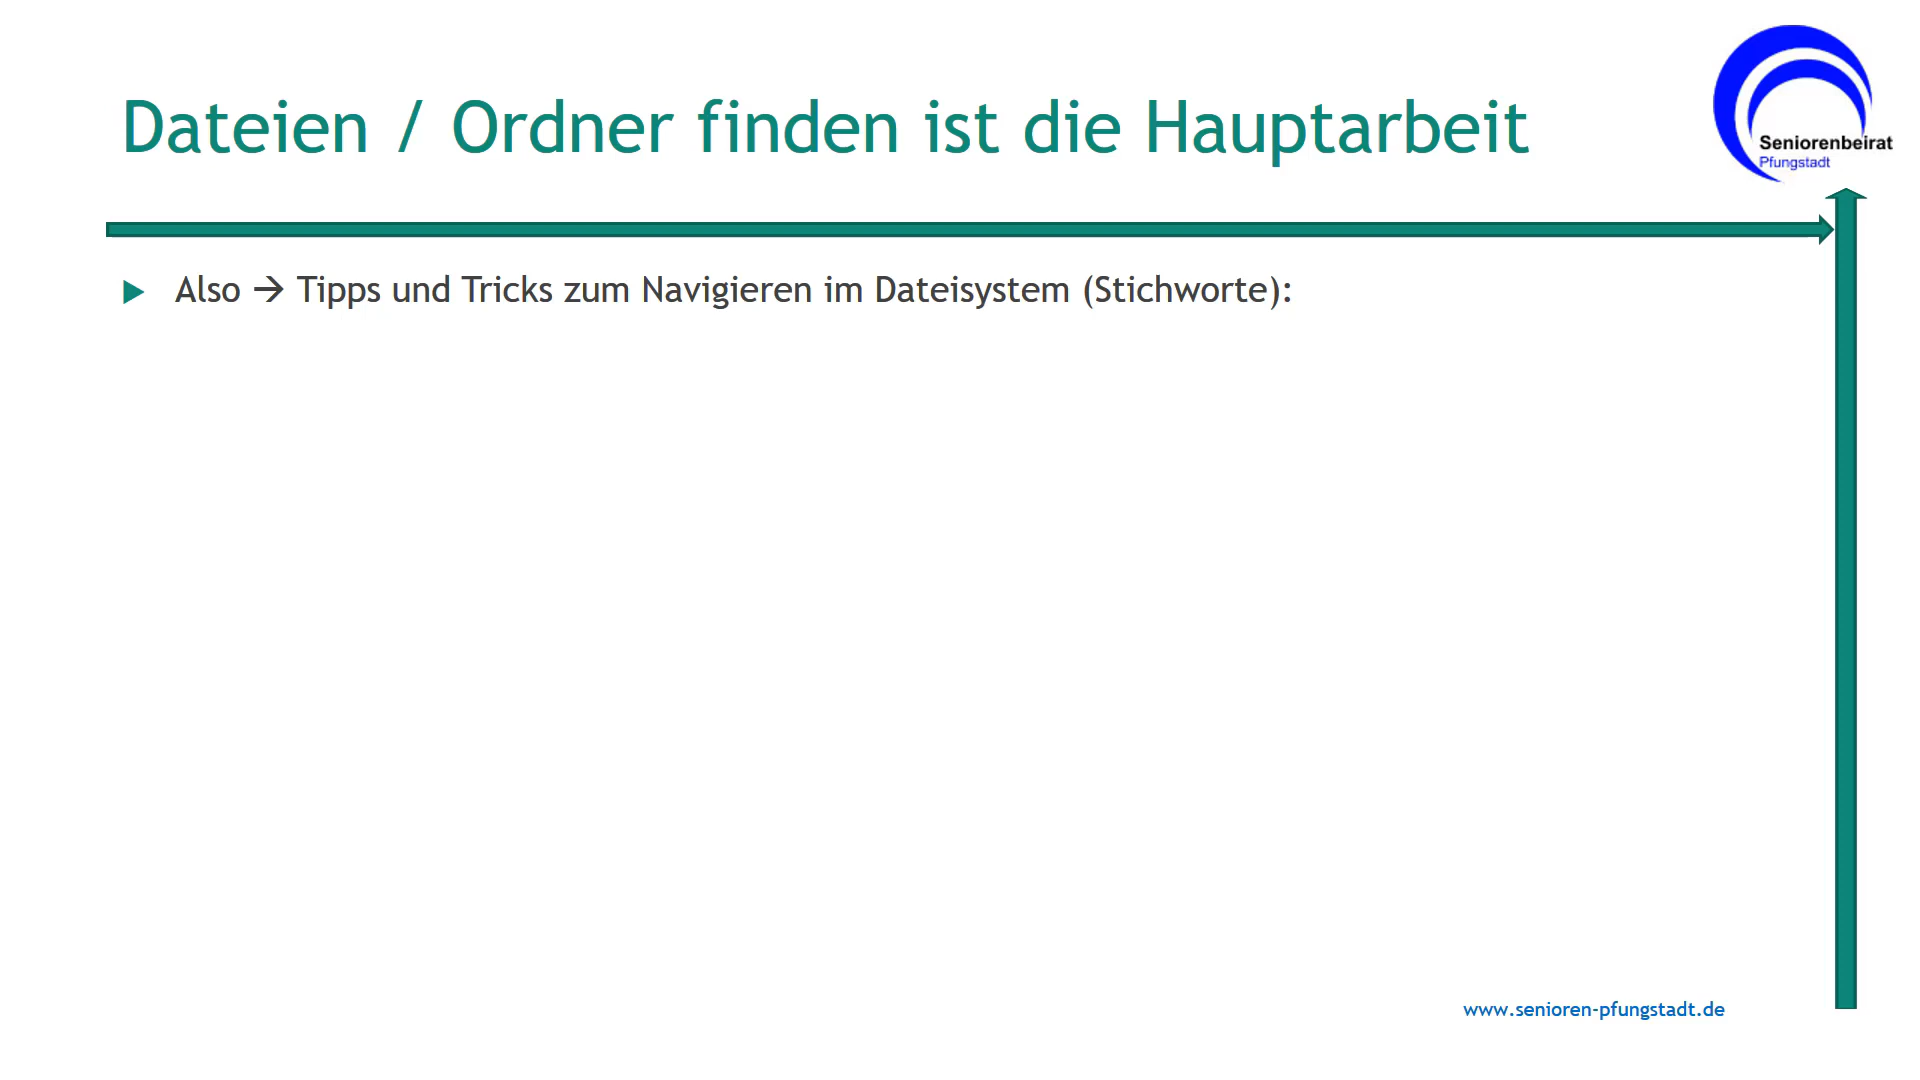 Dateien / Ordner finden ist die Hauptarbeit
Seniorenbeirat
Pfungstadt
Also → Tipps und Tricks zum Navigieren im Dateisystem (Stichworte):
www.senioren-pfungstadt.de